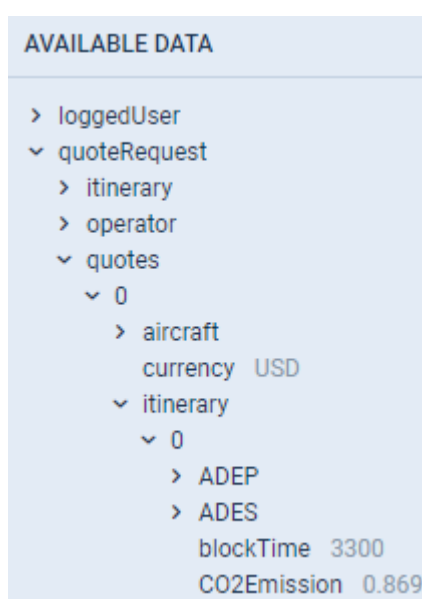 AVAILABLE DATA
loggedUser
quoteRequest
itinerary
operator
quotes
0
aircraft
currency USD
itinerary
0
ADEP
ADES
blockTime 3300
CO2Emission 0.869